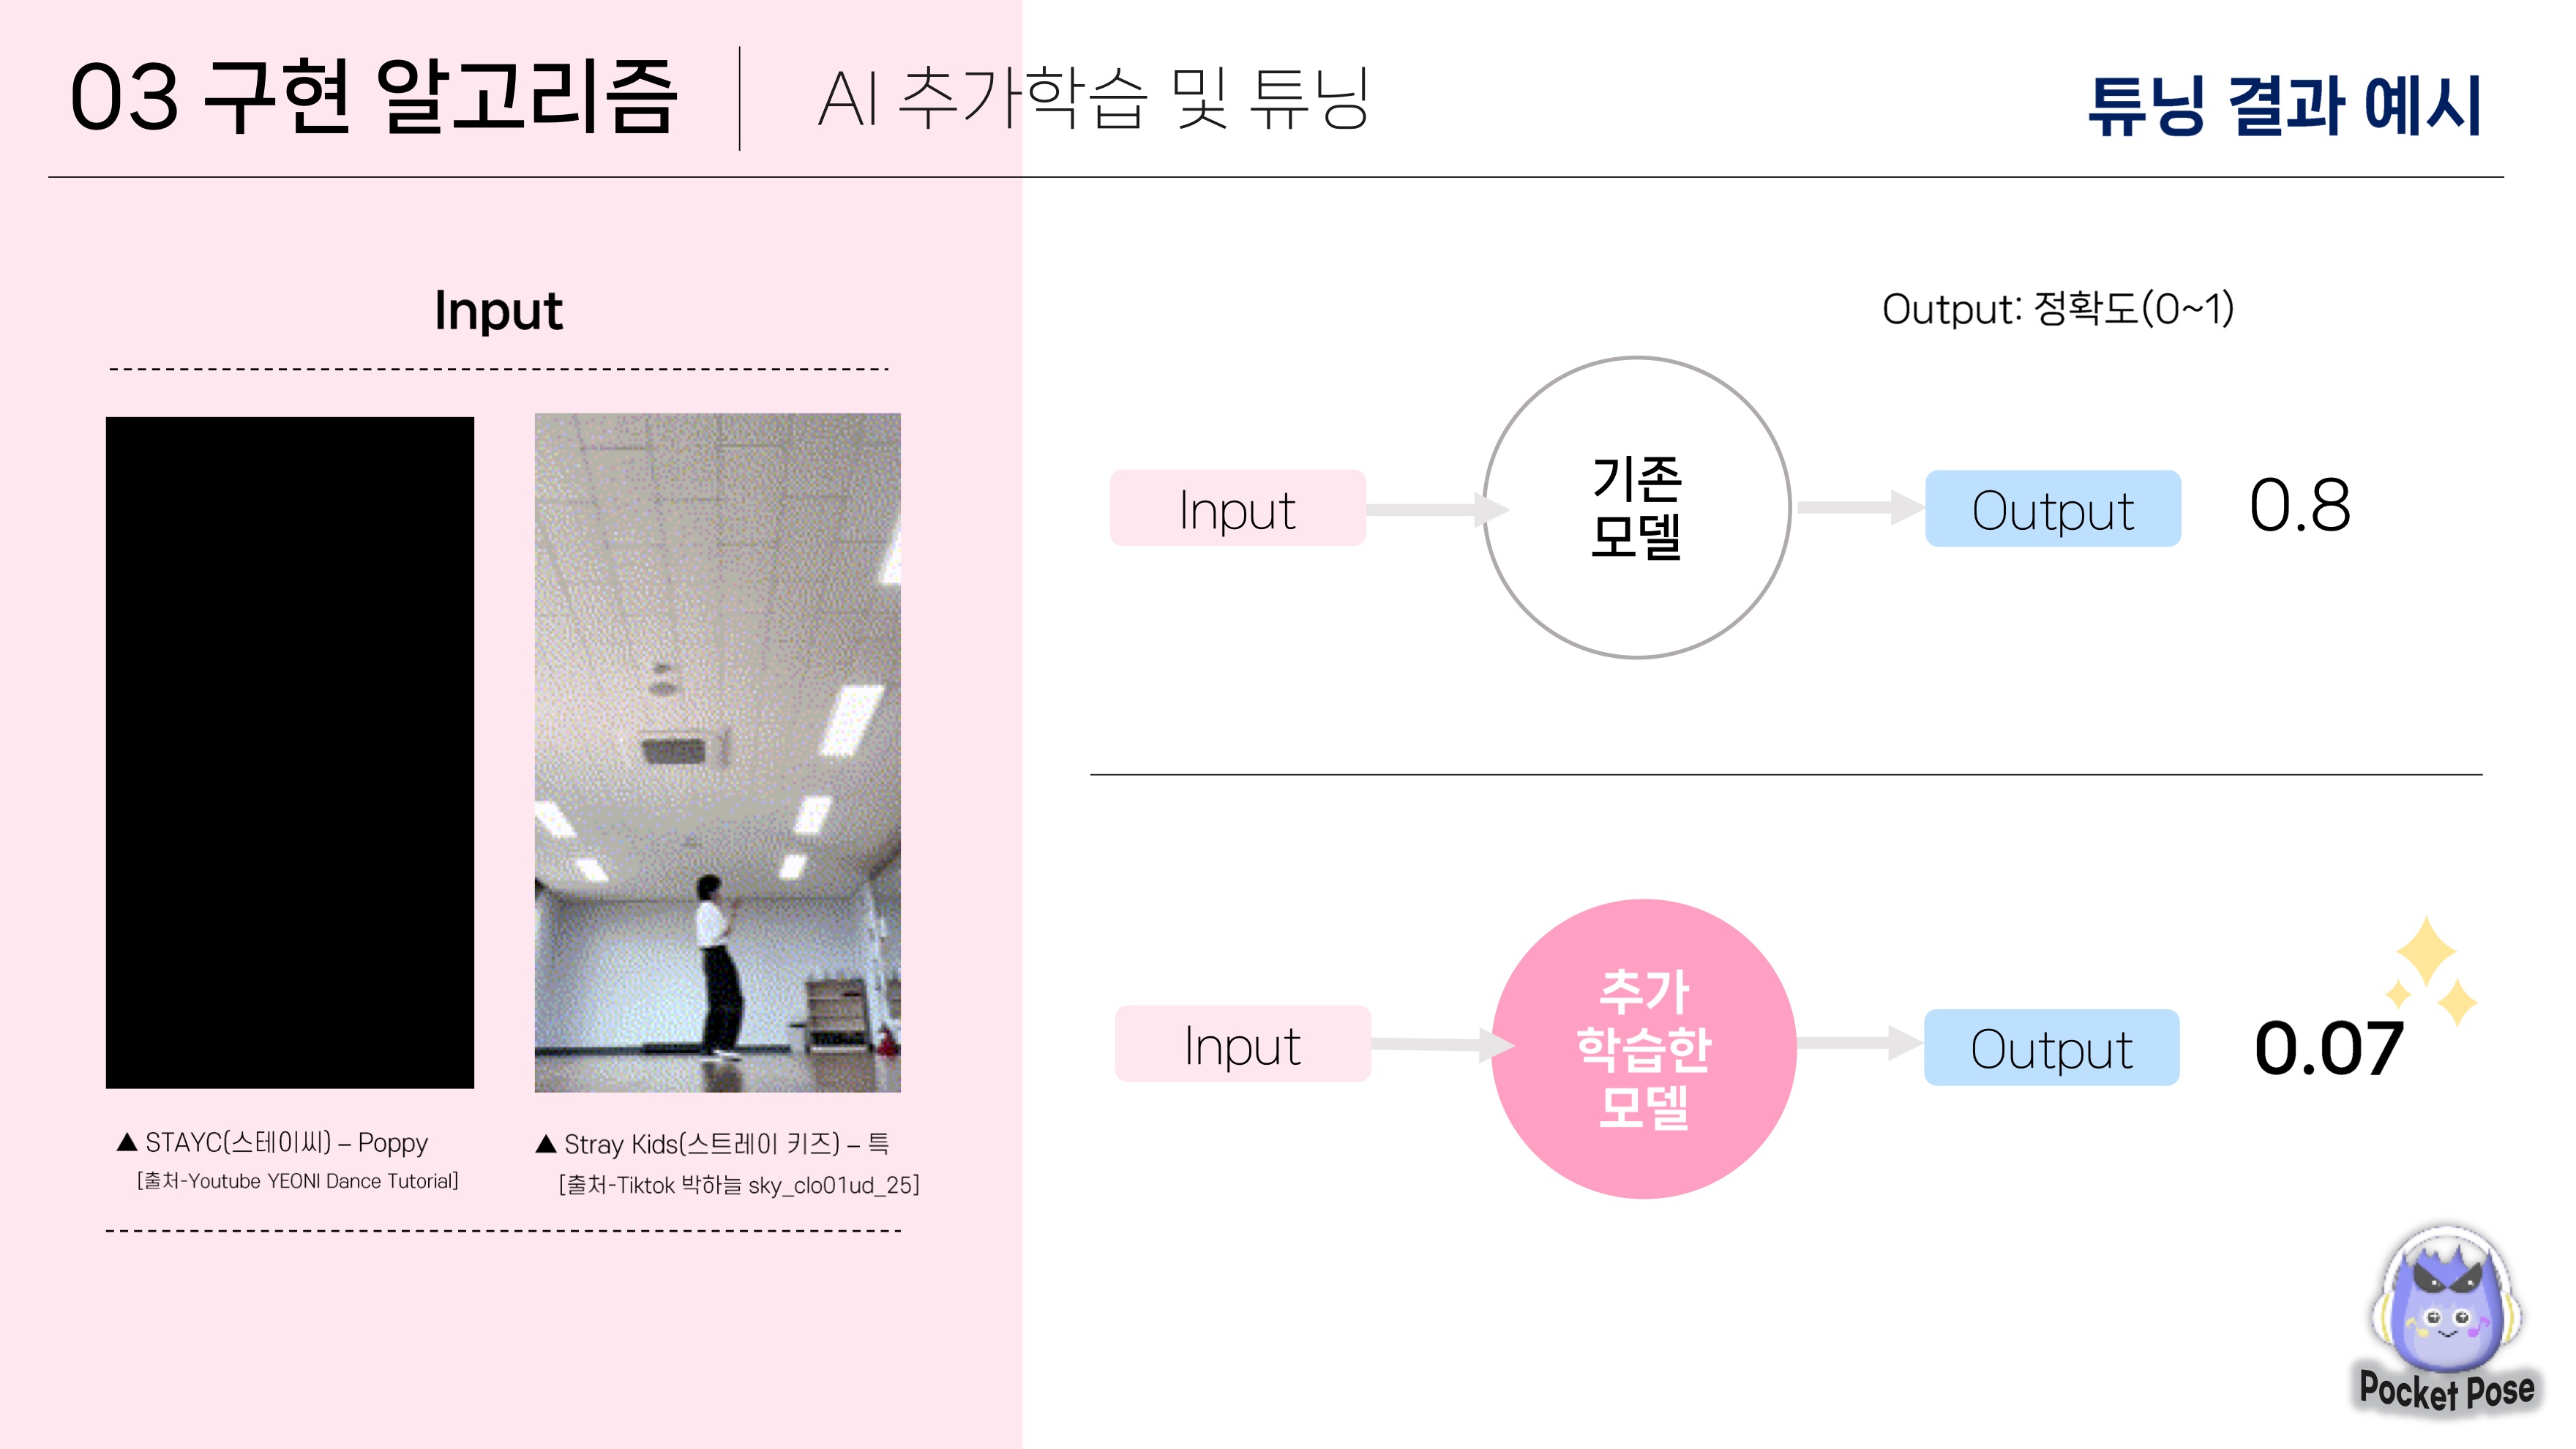 03 구현 알고리즘
AI 추가학습 및 튜닝
튜닝 결과 예시
Input
▲ STAYC(스테이씨) – Poppy
[출처-Youtube YEONI Dance Tutorial]
▲ Stray Kids(스트레이 키즈) – 특
[출처-Tiktok 박하늘 sky_clo01ud_25]
Output: 정확도(0~1)
Input
기존
모델
Output
0.8
Input
추가
학습한
모델
Output
0.07
Pocket Pose